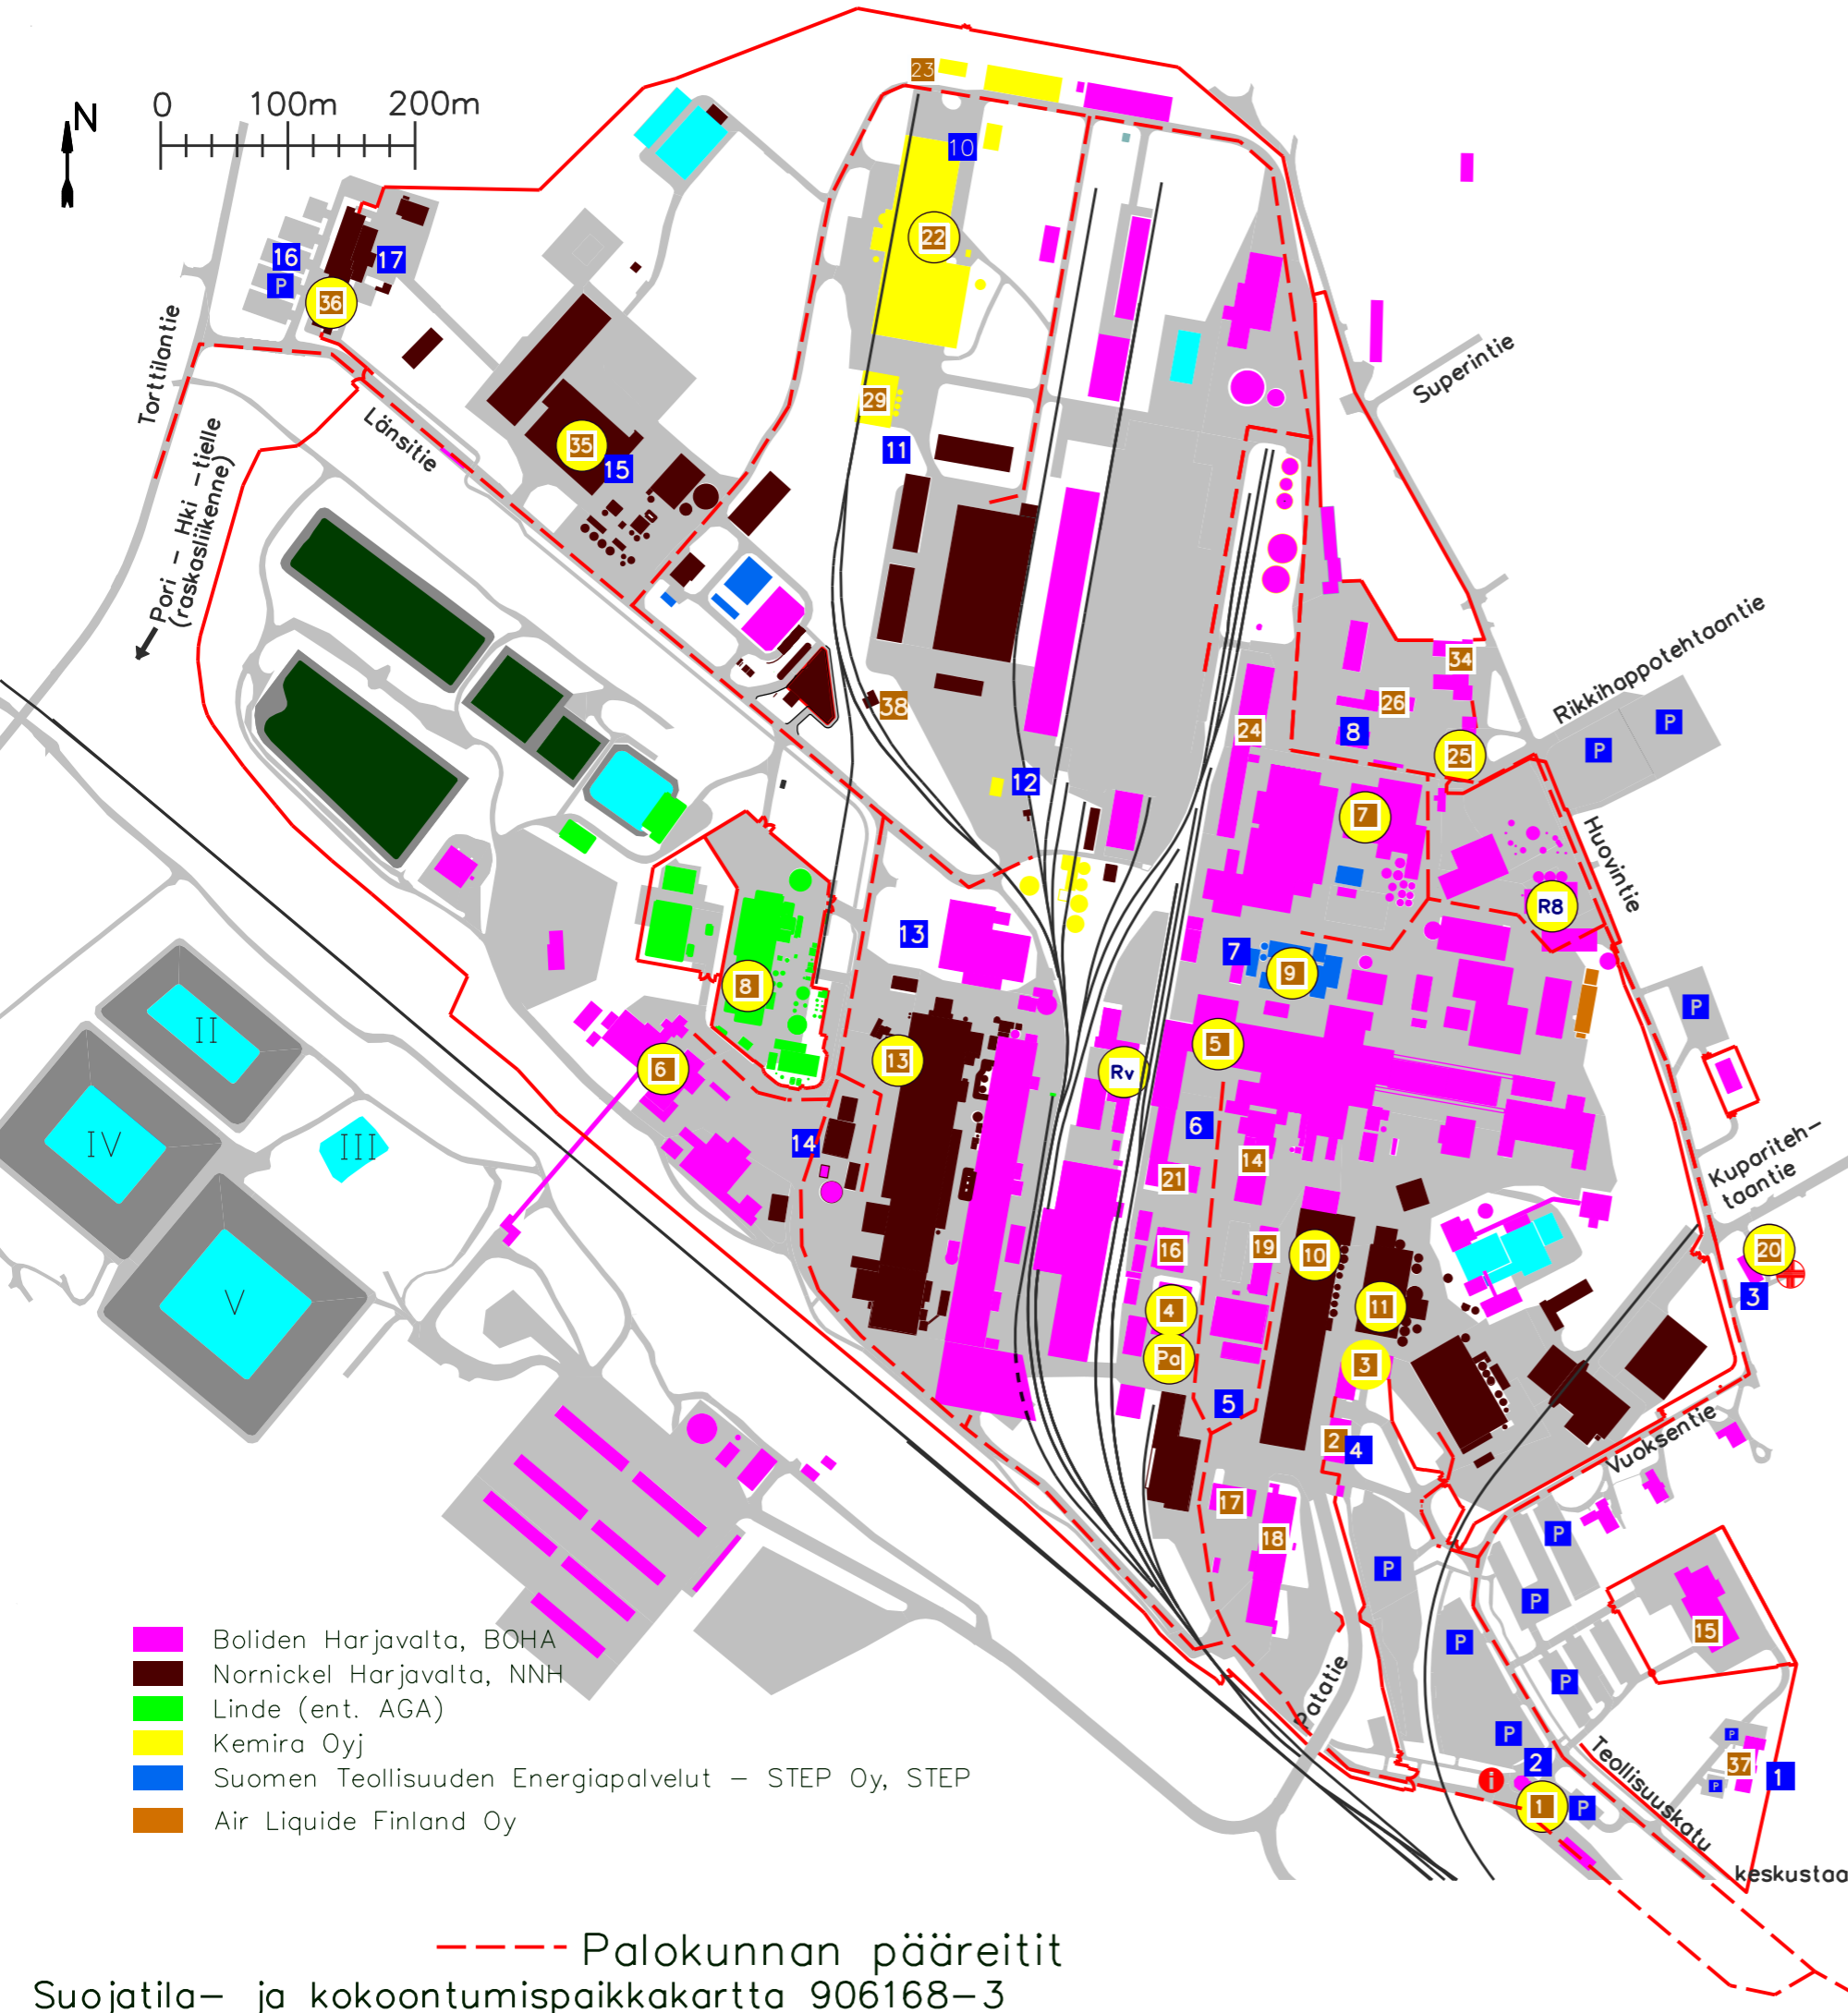 0 100m 200m
N
23
10
22
16
17
P
36
Torttilantie
Superintie
29
11
Länsitie
35
15
Pori - Hki -tielle
(raskasliikenne)
Rikkihappotehtaantie
34
26
38
24
8
25
P
P
12
7
Huovintie
R8
13
7
9
8
P
II
5
13
6
Rv
IV
III
14
6
14
21
Kupariteh-
taantie
16
19
10
20
V
4
11
3
Pa
3
5
2
4
Vuoksentie
17
18
P
P
P
15
P
P
Patatie
P
Teollisuuskatu
P
37
P
2
1
i
1
P
keskustaa
Boliden Harjavalta, BOHA
Nornickel Harjavalta, NNH
Linde (ent. AGA)
Kemira Oyj
Suomen Teollisuuden Energiapalvelut – STEP Oy, STEP
Air Liquide Finland Oy
Palokunnan pääreitit
Suojatila– ja kokoontumispaikkakartta 906168–3